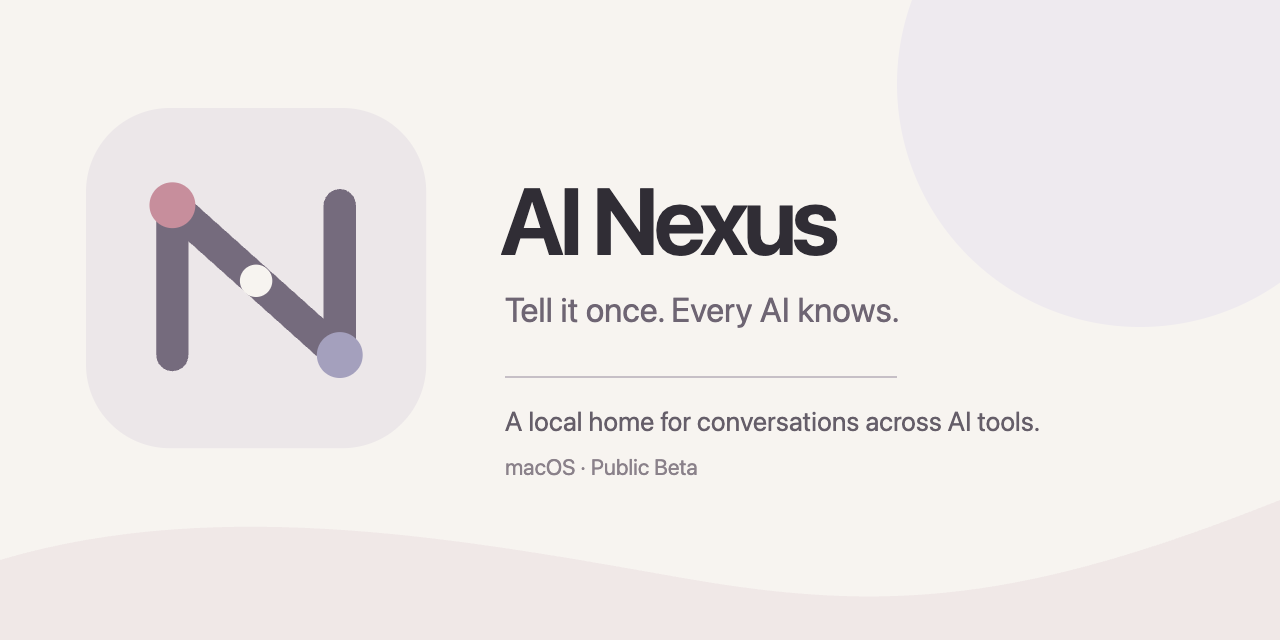 AI Nexus
Tell it once. Every AI knows.
A local home for conversations across AI tools.
macOS · Public Beta